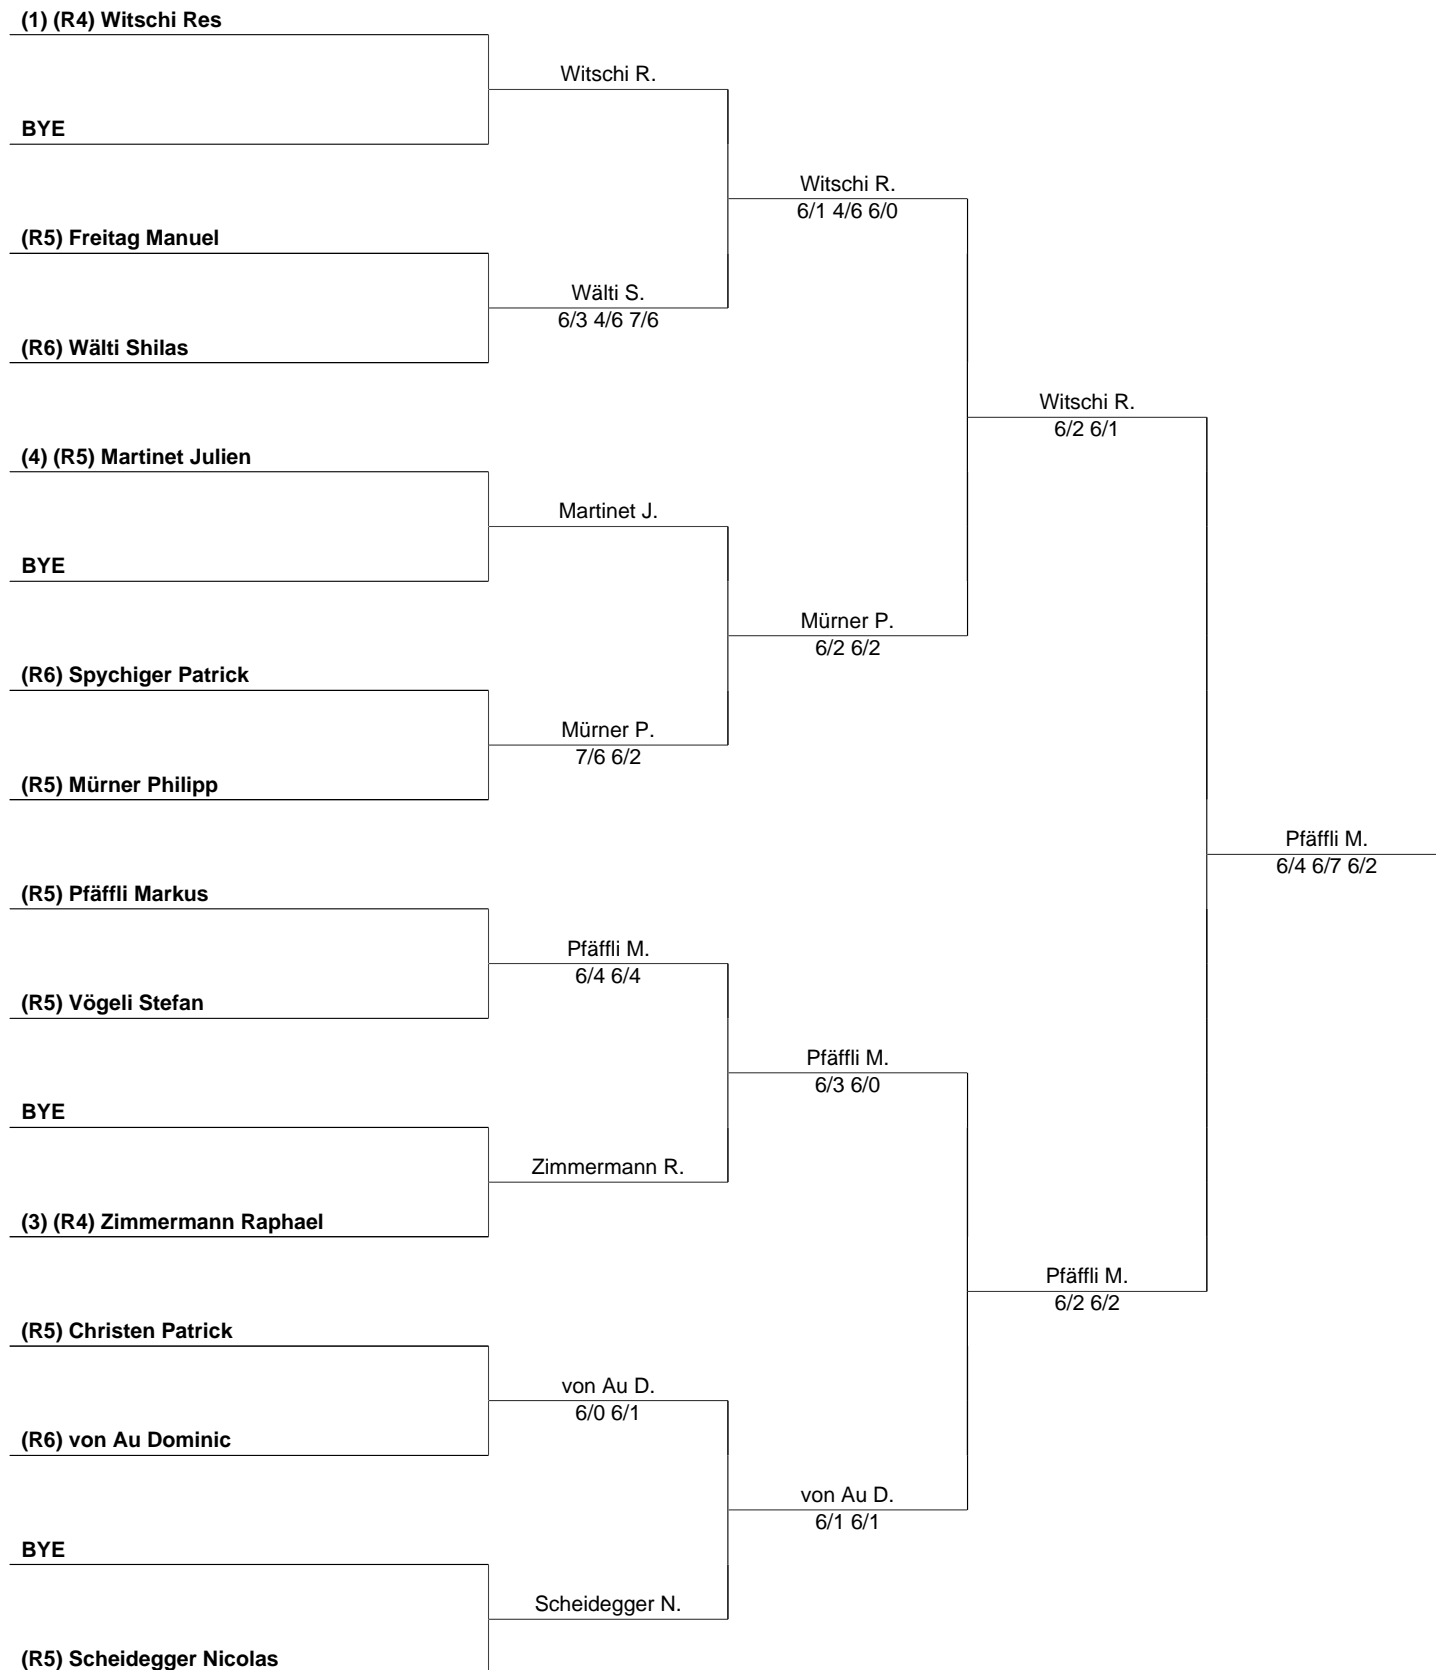 (1) (R4) Witschi Res
Witschi R.
BYE
Witschi R.
6/1 4/6 6/0
(R5) Freitag Manuel
Wälti S.
6/3 4/6 7/6
(R6) Wälti Shilas
Witschi R.
6/2 6/1
(4) (R5) Martinet Julien
Martinet J.
BYE
Mürner P.
6/2 6/2
(R6) Spychiger Patrick
Mürner P.
7/6 6/2
(R5) Mürner Philipp
Pfäffli M.
6/4 6/7 6/2
(R5) Pfäffli Markus
Pfäffli M.
6/4 6/4
(R5) Vögeli Stefan
Pfäffli M.
6/3 6/0
BYE
Zimmermann R.
(3) (R4) Zimmermann Raphael
Pfäffli M.
6/2 6/2
(R5) Christen Patrick
von Au D.
6/0 6/1
(R6) von Au Dominic
von Au D.
6/1 6/1
BYE
Scheidegger N.
(R5) Scheidegger Nicolas